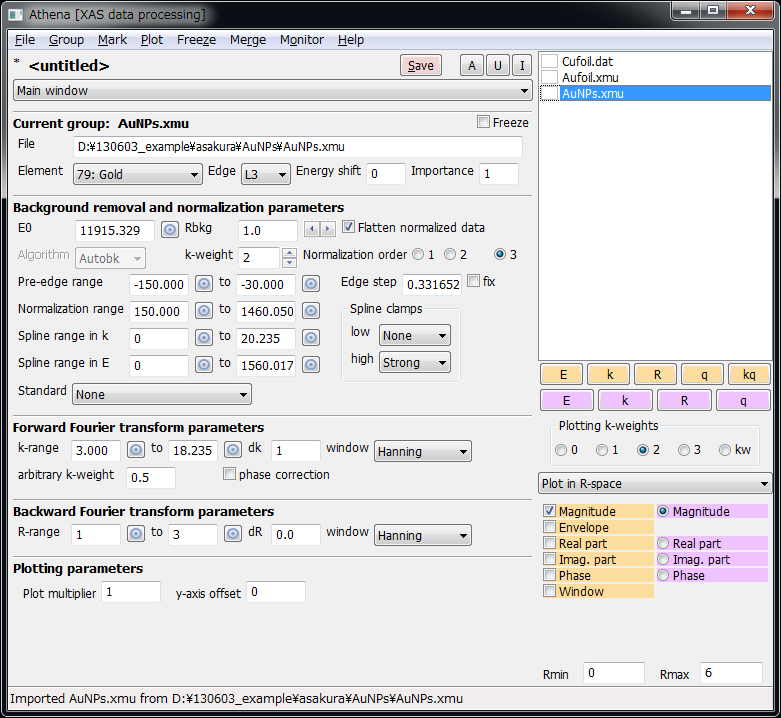 Athena [XAS data processing]
File Group Mark Plot Freeze Merge Monitor Help
* <untitled> Save A U I
Main window
Current group: AuNPs.xmu Freeze
File D:¥130603_example¥asakura¥AuNPs¥AuNPs.xmu
Element 79: Gold Edge L3 Energy shift 0 Importance 1
Background removal and normalization parameters
E0 11915.329 Rbkg 1.0 Flatten normalized data
Algorithm Autobk k-weight 2 Normalization order 1 2 3
Pre-edge range -150.000 to -30.000 Edge step 0.331652 fix
Normalization range 150.000 to 1460.050
Spline range in k 0 to 20.235
Spline range in E 0 to 1560.017
Spline clamps
low None
high Strong
Standard None
Forward Fourier transform parameters
k-range 3.000 to 18.235 dk 1 window Hanning
arbitrary k-weight 0.5 phase correction
Backward Fourier transform parameters
R-range 1 to 3 dR 0.0 window Hanning
Plotting parameters
Plot multiplier 1 y-axis offset 0
Cufoil.dat
Aufoil.xmu
AuNPs.xmu
E k R q kq
E k R q
Plotting k-weights
0 1 2 3 kw
Plot in R-space
Magnitude Magnitude
Envelope
Real part Real part
Imag. part Imag. part
Phase Phase
Window
Rmin 0 Rmax 6
Imported AuNPs.xmu from D:¥130603_example¥asakura¥AuNPs¥AuNPs.xmu